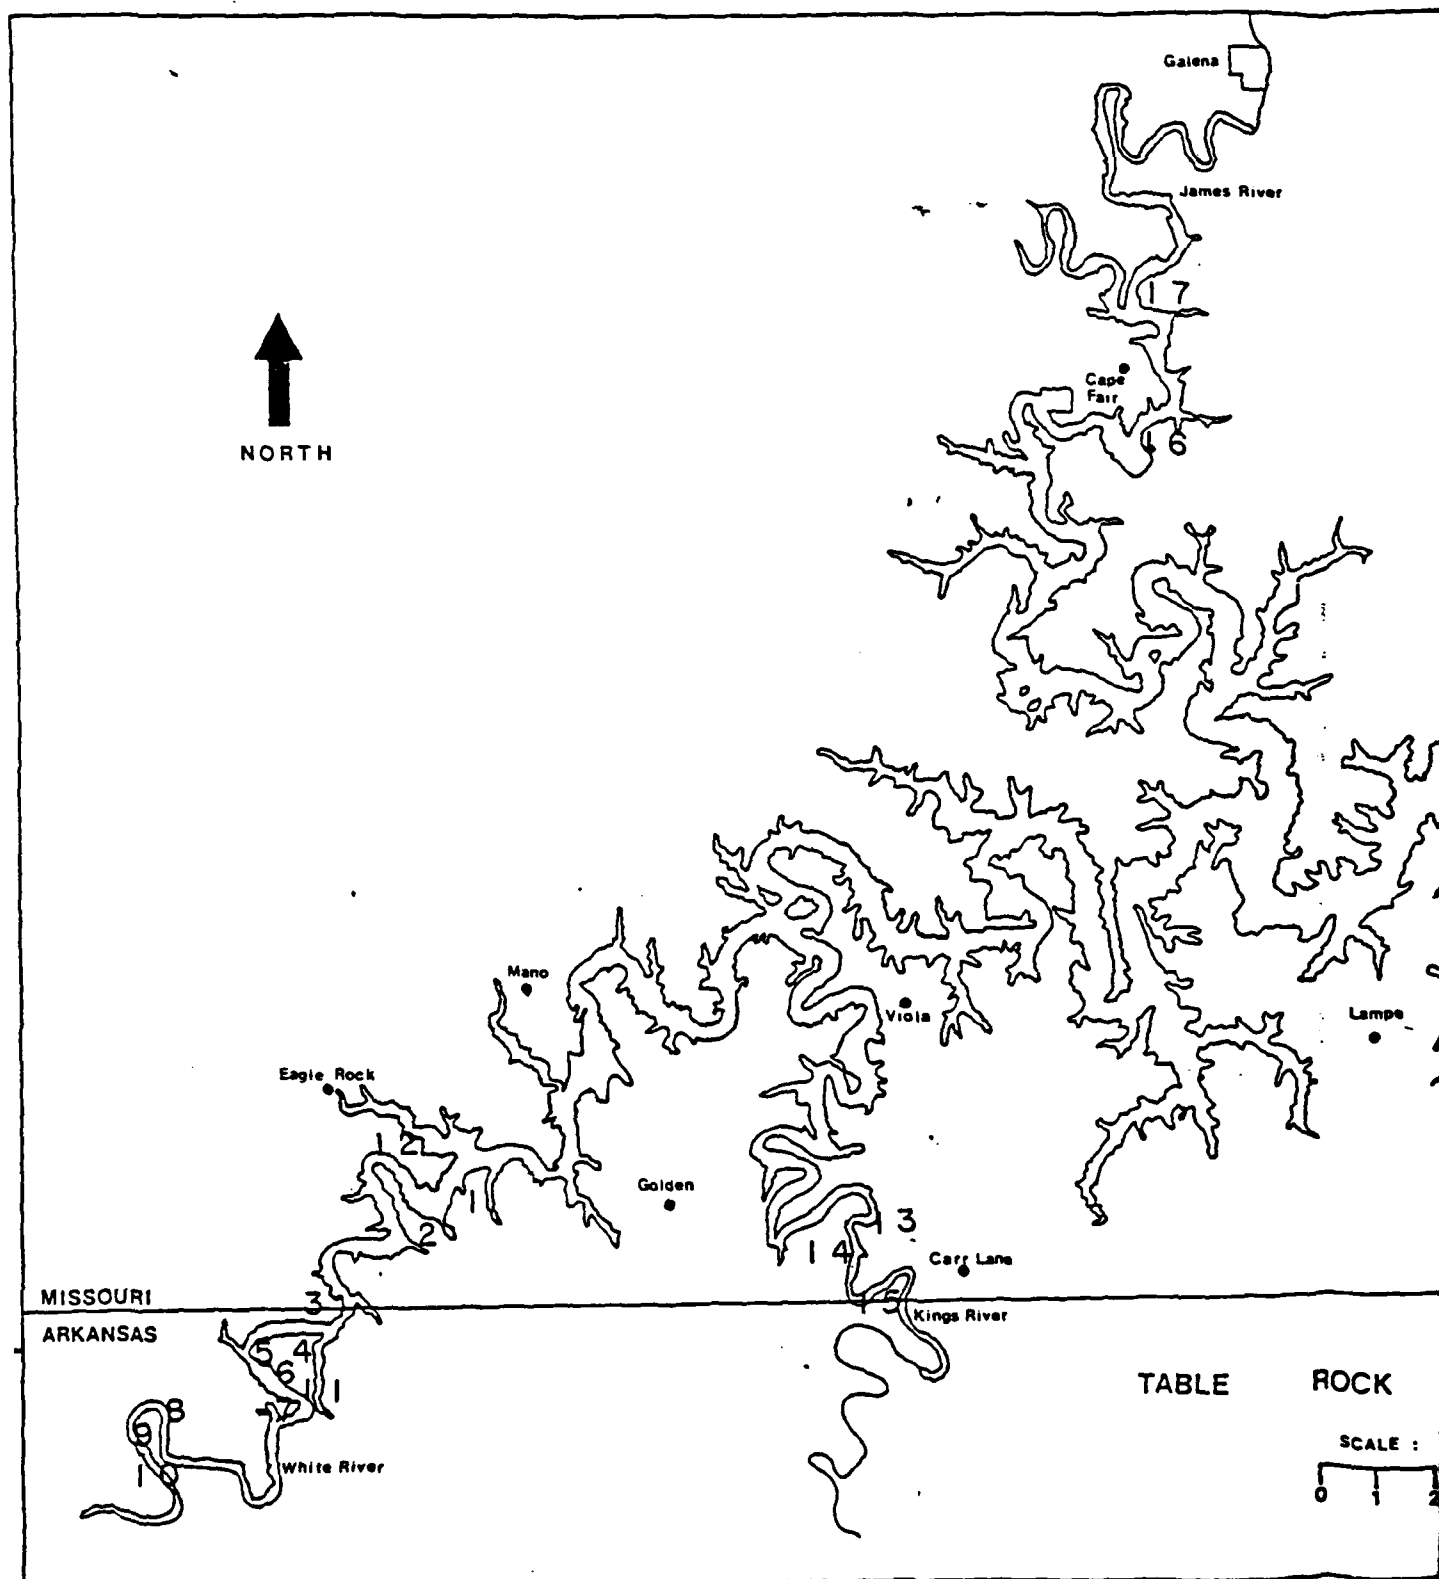 Galena
James River
17
Cape
Fair
NORTH
16
Mano
Viola
Lampe
Eagle Rock
12
Golden
1
13
2
14
Carr Lane
MISSOURI
3
15
Kings River
ARKANSAS
5 4
6
11
TABLE ROCK
7
8
9
SCALE :
White River
10
0 1 2